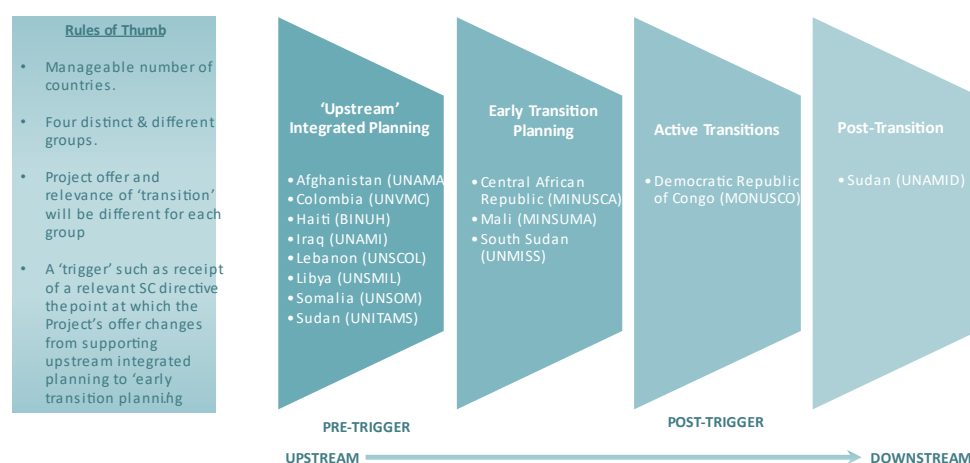 Rules of Thumb
• Manageable number of
countries.
• Four distinct & different
groups.
• Project offer and
relevance of ‘transition’
will be different for each
group
• A ‘trigger’ such as receipt
of a relevant SC directive
the point at which the
Project’s offer changes
from supporting
upstream integrated
planning to ‘early
transition planning’
‘Upstream’
Integrated Planning
• Afghanistan (UNAMA
• Colombia (UNVMC)
• Haiti (BINUH)
• Iraq (UNAMI)
• Lebanon (UNSCOL)
• Libya (UNSMIL)
• Somalia (UNSOM)
• Sudan (UNITAMS)
Early Transition
Planning
• Central African
Republic (MINUSCA)
• Mali (MINSUMA)
• South Sudan
(UNMISS)
Active Transitions
• Democratic Republic
of Congo (MONUSCO)
Post-Transition
• Sudan (UNAMID)
PRE-TRIGGER
POST-TRIGGER
UPSTREAM
DOWNSTREAM